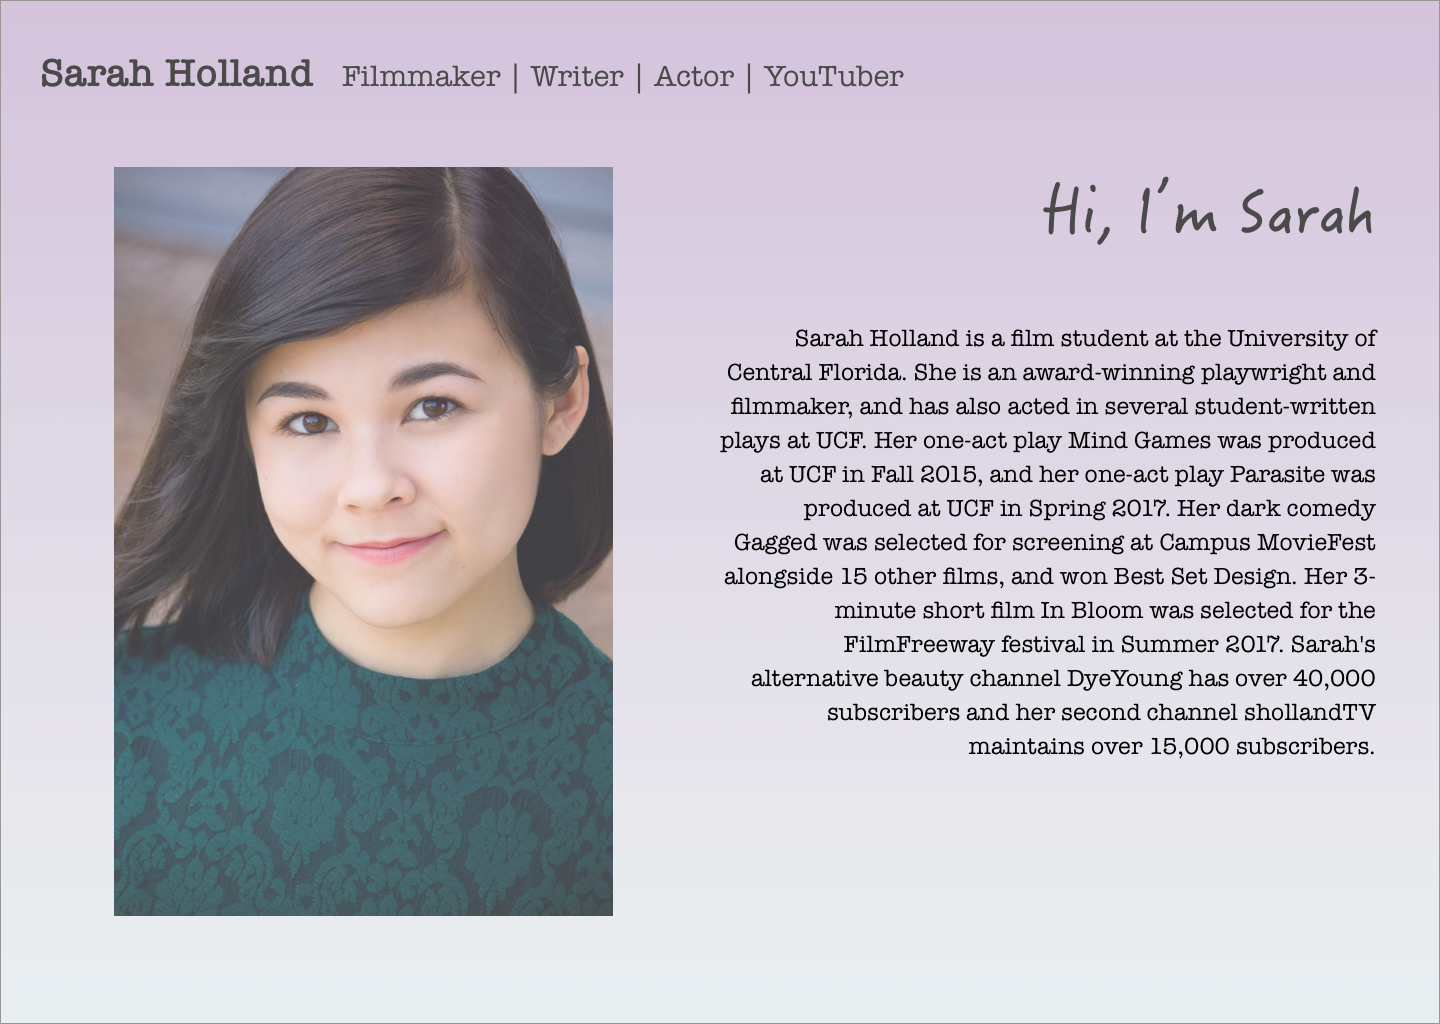 Sarah Holland Filmmaker | Writer | Actor | YouTuber
Hi, I'm Sarah
Sarah Holland is a film student at the University of
Central Florida. She is an award-winning playwright and
filmmaker, and has also acted in several student-written
plays at UCF. Her one-act play Mind Games was produced
at UCF in Fall 2015, and her one-act play Parasite was
produced at UCF in Spring 2017. Her dark comedy
Gagged was selected for screening at Campus MovieFest
alongside 15 other films, and won Best Set Design. Her 3-
minute short film In Bloom was selected for the
FilmFreeway festival in Summer 2017. Sarah's
alternative beauty channel DyeYoung has over 40,000
subscribers and her second channel shollandTV
maintains over 15,000 subscribers.